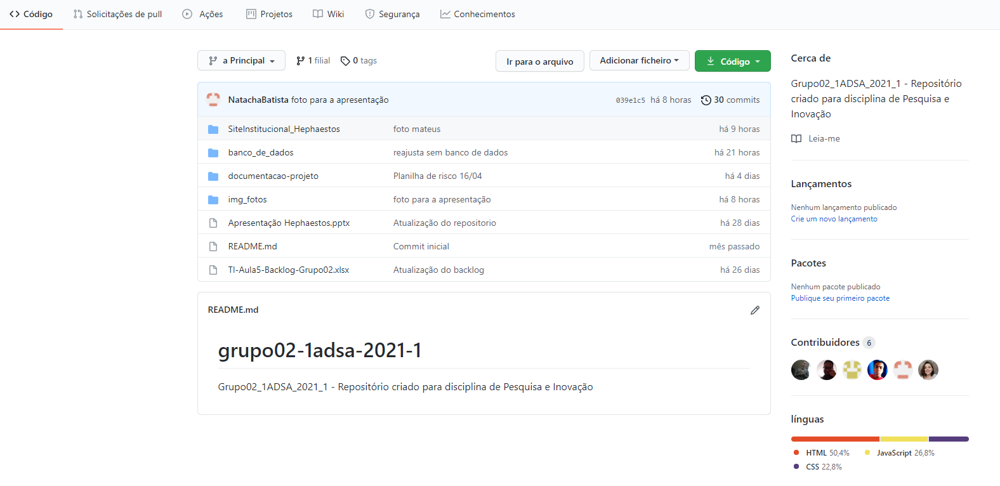 Código Solicitações de pull Ações Projetos Wiki Segurança Conhecimentos
a Principal 1 filial 0 tags Ir para o arquivo Adicionar ficheiro Código
NatachaBatista foto para a apresentação 039e1c5 há 8 horas 30 commits
SiteInstitucional_Hephaestos foto mateus há 9 horas
banco_de_dados reajusta sem banco de dados há 21 horas
documentacao-projeto Planilha de risco 16/04 há 4 dias
img_fotos foto para a apresentação há 8 horas
Apresentação Hephaestos.pptx Atualização do repositorio há 28 dias
README.md Commit inicial mês passado
TI-Aula5-Backlog-Grupo02.xlsx Atualização do backlog há 26 dias
README.md
grupo02-1adsa-2021-1
Grupo02_1ADSA_2021_1 - Repositório criado para disciplina de Pesquisa e Inovação
Cerca de
Grupo02_1ADSA_2021_1 - Repositório
criado para disciplina de Pesquisa e
Inovação
Leia-me
Lançamentos
Nenhum lançamento publicado
Crie um novo lançamento
Pacotes
Nenhum pacote publicado
Publique seu primeiro pacote
Contribuidores 6
línguas
HTML 50,4% JavaScript 26,8%
CSS 22,8%